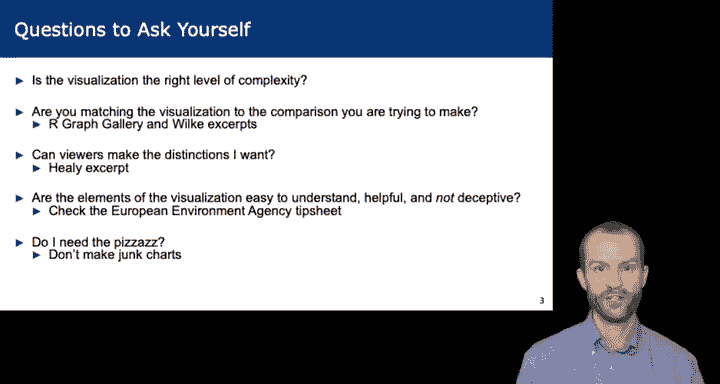 Questions to Ask Yourself
Is the visualization the right level of complexity?
Are you matching the visualization to the comparison you are trying to make?
R Graph Gallery and Wilke excerpts
Can viewers make the distinctions I want?
Healy excerpt
Are the elements of the visualization easy to understand, helpful, and not deceptive?
Check the European Environment Agency tipsheet
Do I need the pizzazz?
Don't make junk charts
3